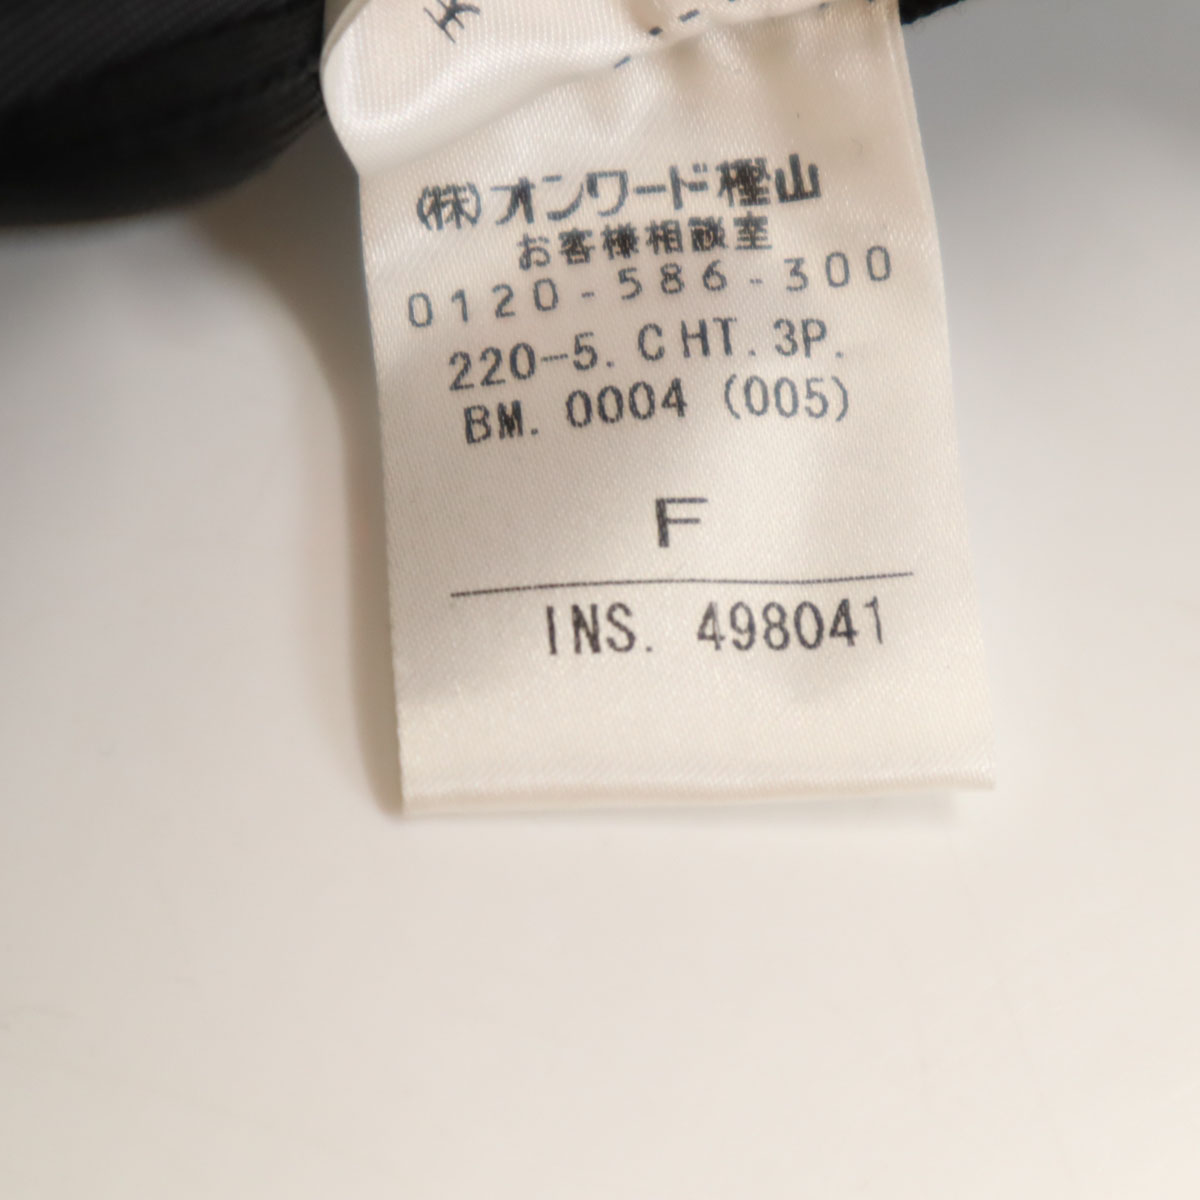 (株)オンワード樫山
お客様相談室
0120-586-300
220-5. CHT. 3P.
BM. 0004 (005)
F
INS. 498041